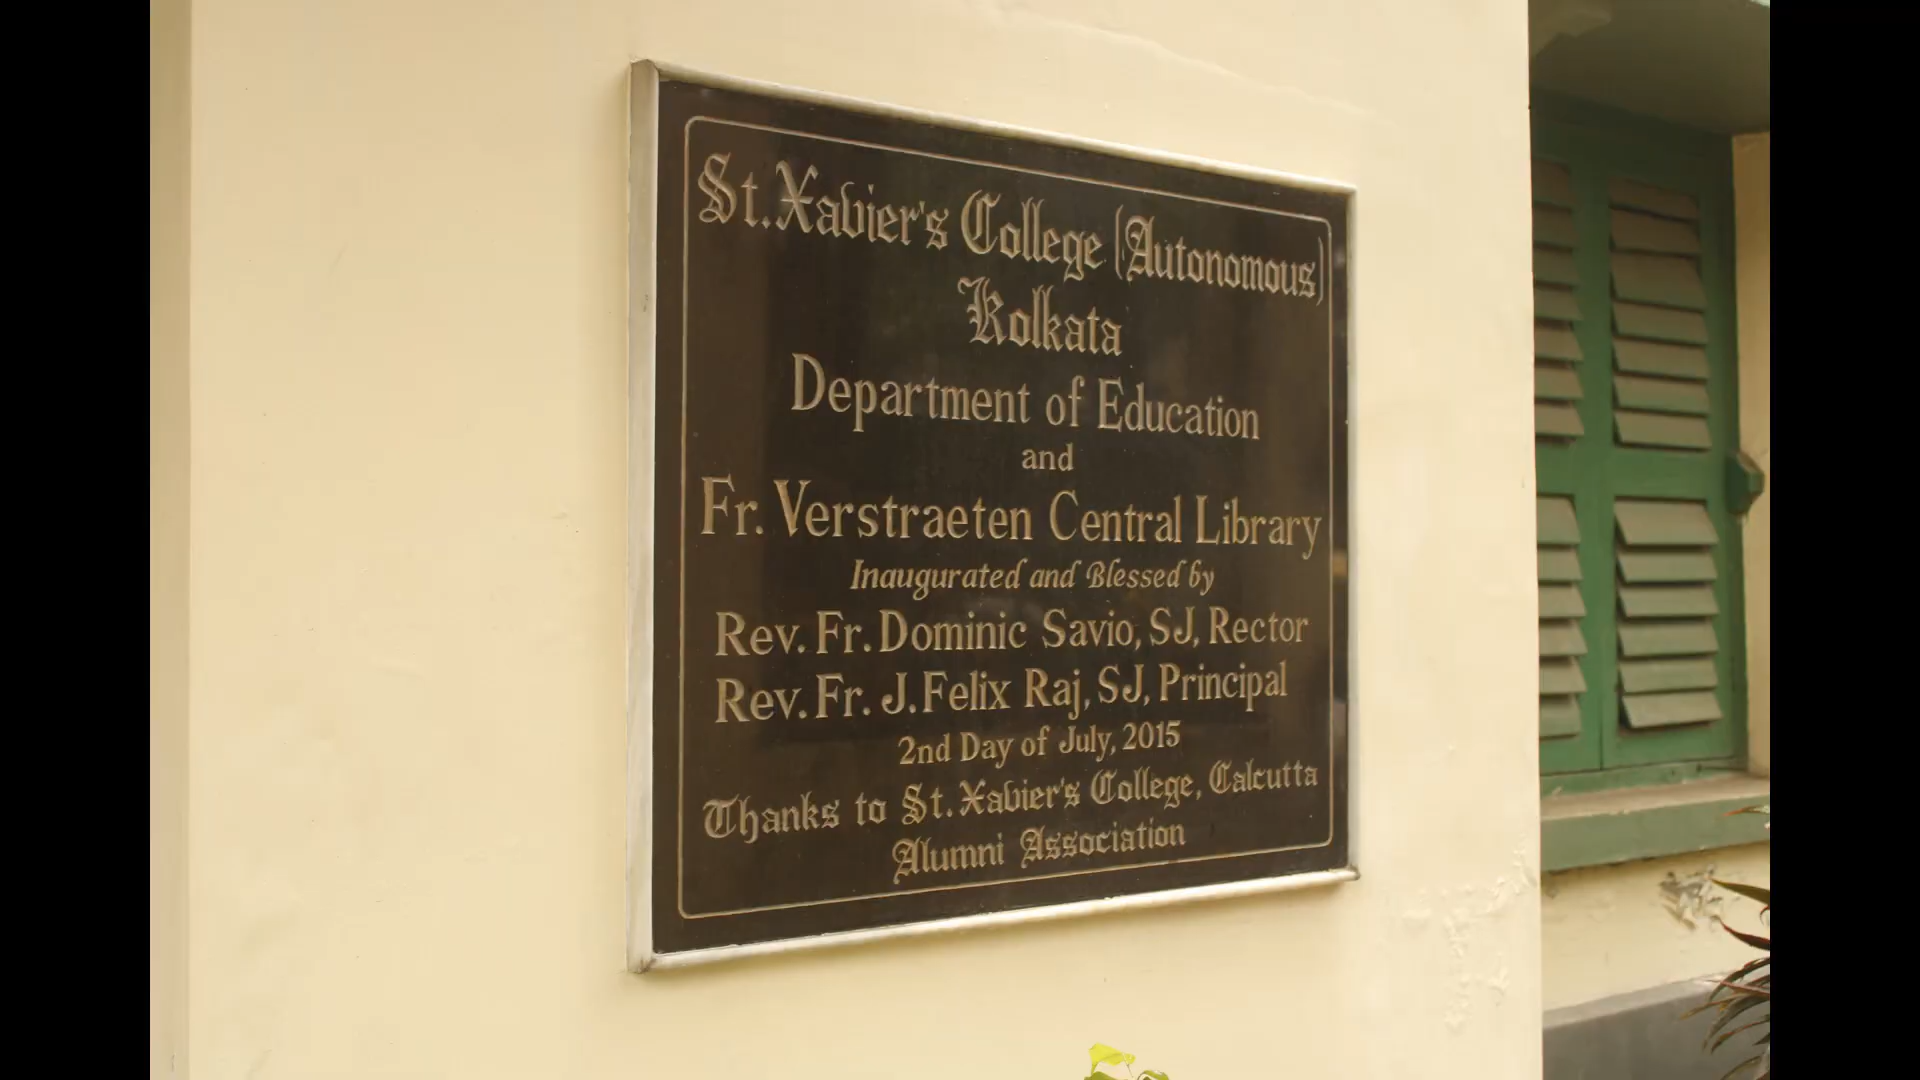 St. Xavier's College (Autonomous)
Kolkata
Department of Education
and
Fr. Verstraeten Central Library
Inaugurated and Blessed by
Rev. Fr. Dominic Savio, SJ, Rector
Rev. Fr. J. Felix Raj, SJ, Principal
2nd Day of July, 2015
Thanks to St. Xavier's College, Calcutta
Alumni Association